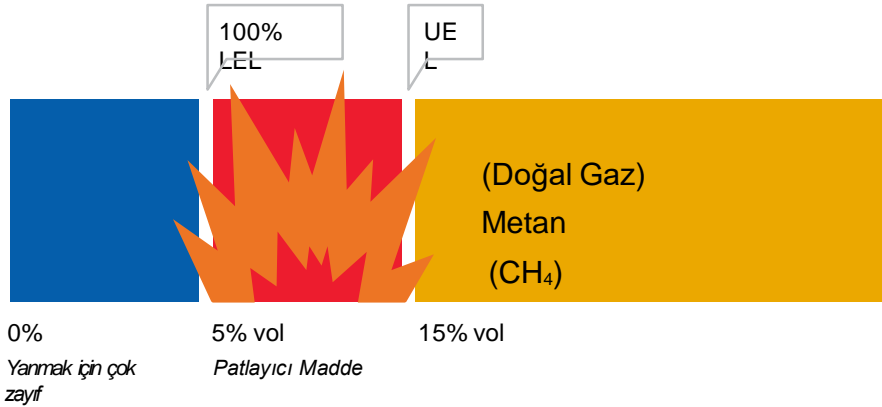 100%
LEL
UE
L
(Doğal Gaz)
Metan
(CH₄)
0%
5% vol
15% vol
Yanmak için çok
zayıf
Patlayıcı Madde